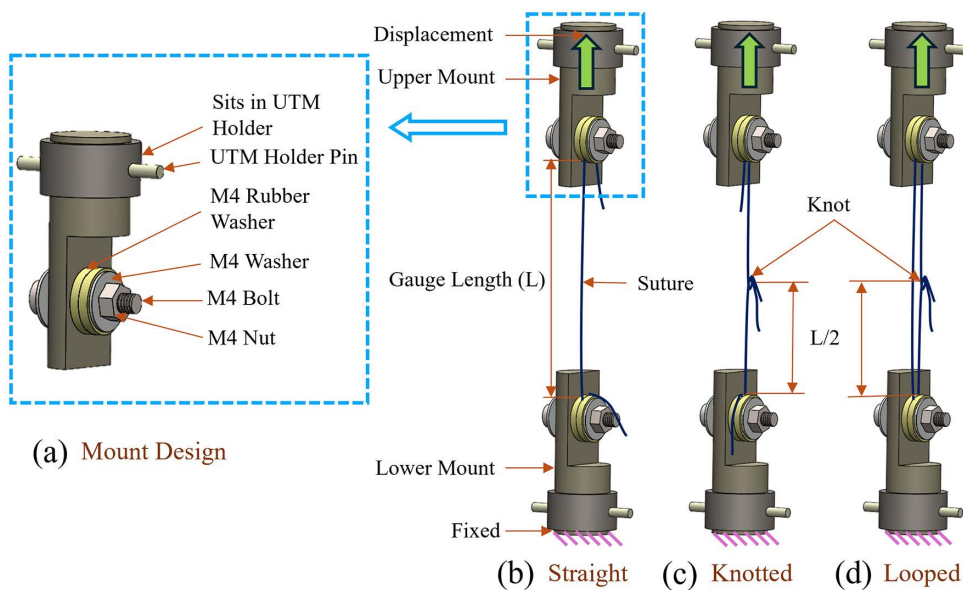 Sits in UTM
Holder
UTM Holder Pin
M4 Rubber
Washer
M4 Washer
M4 Bolt
M4 Nut
(a) Mount Design
Displacement
Upper Mount
Gauge Length (L)
Suture
Lower Mount
Fixed
(b) Straight
Knot
L/2
(c) Knotted
(d) Looped